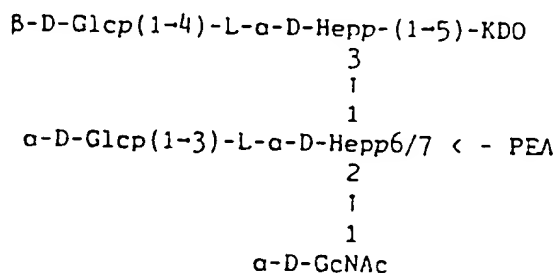 β-D-Glcp(1→4)-L-α-D-Hepp-(1→5)-KDO
3
↑
1
α-D-Glcp(1→3)-L-α-D-Hepp6/7 < - PEA
2
↑
1
α-D-GcNAc